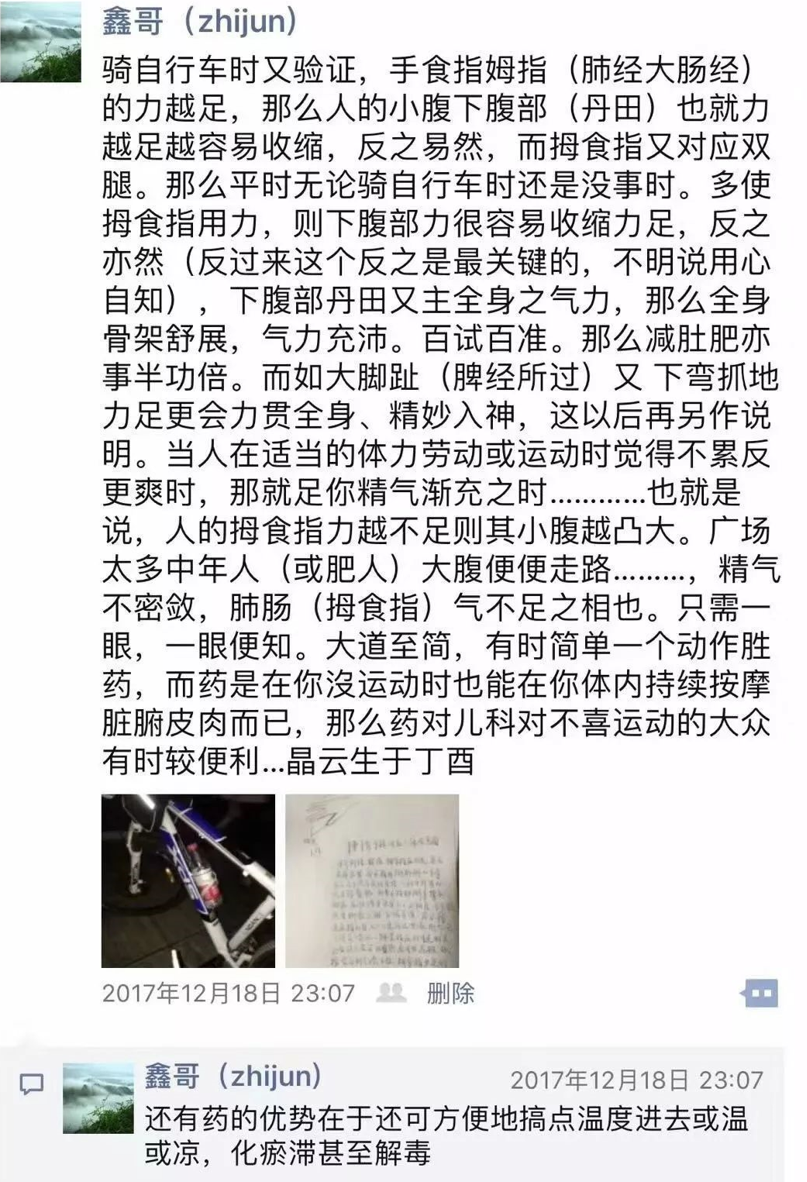 鑫哥（zhijun）
骑自行车时又验证，手食指姆指（肺经大肠经）
的力越足，那么人的小腹下腹部（丹田）也就力
越足越容易收缩，反之易然，而拇食指又对应双
腿。那么平时无论骑自行车时还是没事时。多使
拇食指用力，则下腹部力很容易收缩力足，反之
亦然（反过来这个反之是最关键的，不明说用心
自知），下腹部丹田又主全身之气力，那么全身
骨架舒展，气力充沛。百试百准。那么减肚肥亦
事半功倍。而如大脚趾（脾经所过）又 下弯抓地
力足更会力贯全身、精妙入神，这以后再另作说
明。当人在适当的体力劳动或运动时觉得不累反
更爽时，那就足你精气渐充之时…………也就是
说，人的拇食指力越不足则其小腹越凸大。广场
太多中年人（或肥人）大腹便便走路………，精气
不密敛，肺肠（拇食指）气不足之相也。只需一
眼，一眼便知。大道至简，有时简单一个动作胜
药，而药是在你沒运动时也能在你体内持续按摩
脏腑皮肉而已，那么药对儿科对不喜运动的大众
有时较便利...晶云生于丁酉
2017年12月18日 23:07 删除
鑫哥（zhijun） 2017年12月18日 23:07
还有药的优势在于还可方便地搞点温度进去或温
或凉，化瘀滞甚至解毒